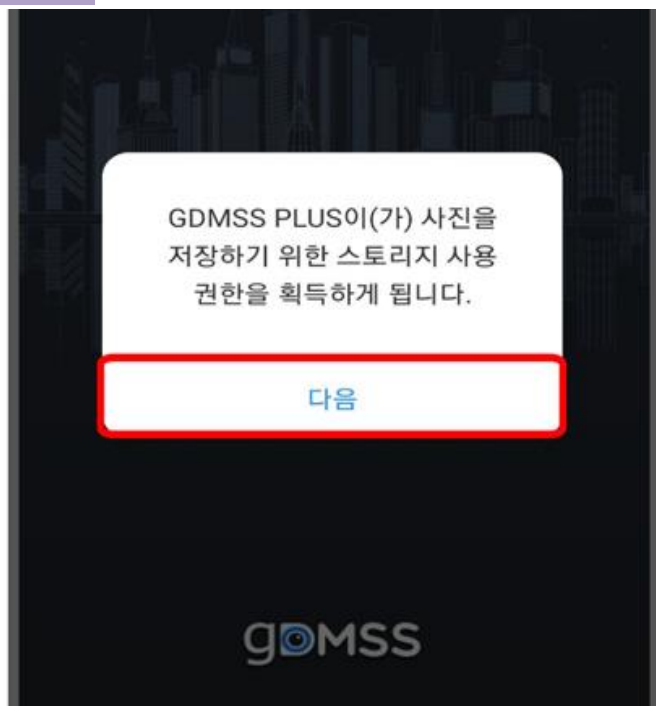 GDMSS PLUS이(가) 사진을
저장하기 위한 스토리지 사용
권한을 획득하게 됩니다.
다음
gDMSS